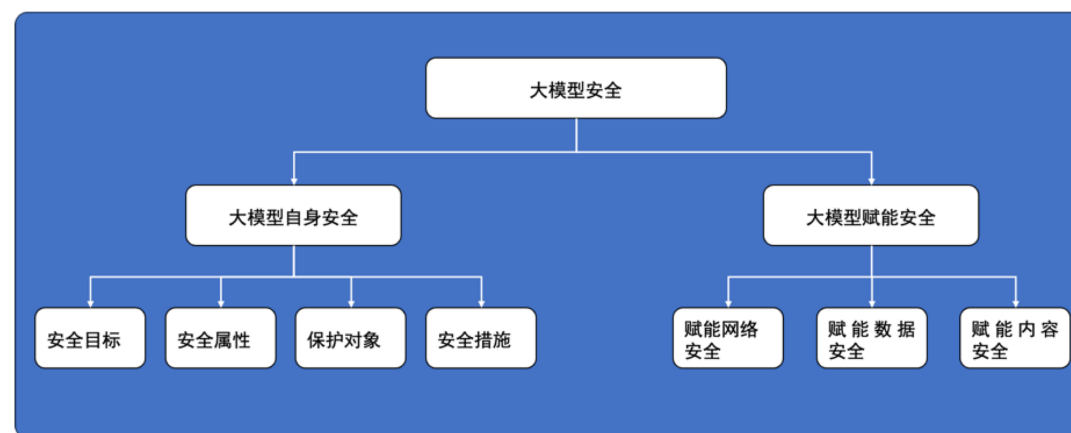 大模型安全
大模型自身安全
大模型赋能安全
安全目标
安全属性
保护对象
安全措施
赋能网络
安全
赋能数据
安全
赋能内容
安全